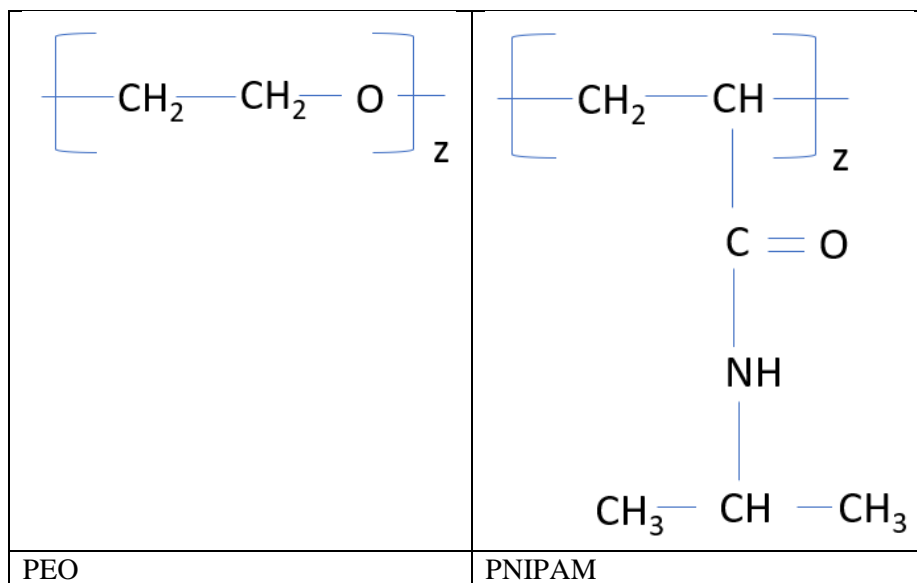 CH₂ CH₂ O
z
PEO
CH₂ CH
z
C O
NH
CH₃ CH CH₃
PNIPAM